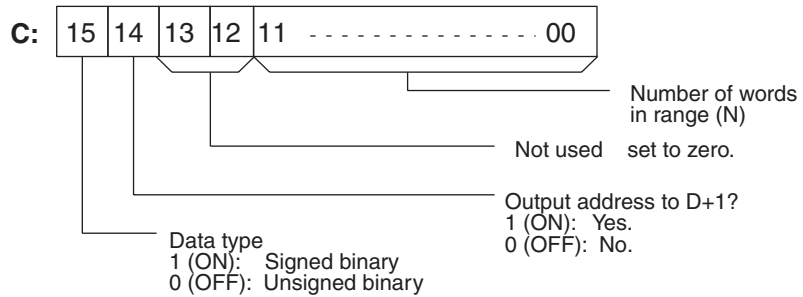 C: 15 14 13 12 11 00
Number of words
in range (N)
Not used set to zero.
Output address to D+1?
1 (ON): Yes.
0 (OFF): No.
Data type
1 (ON): Signed binary
0 (OFF): Unsigned binary